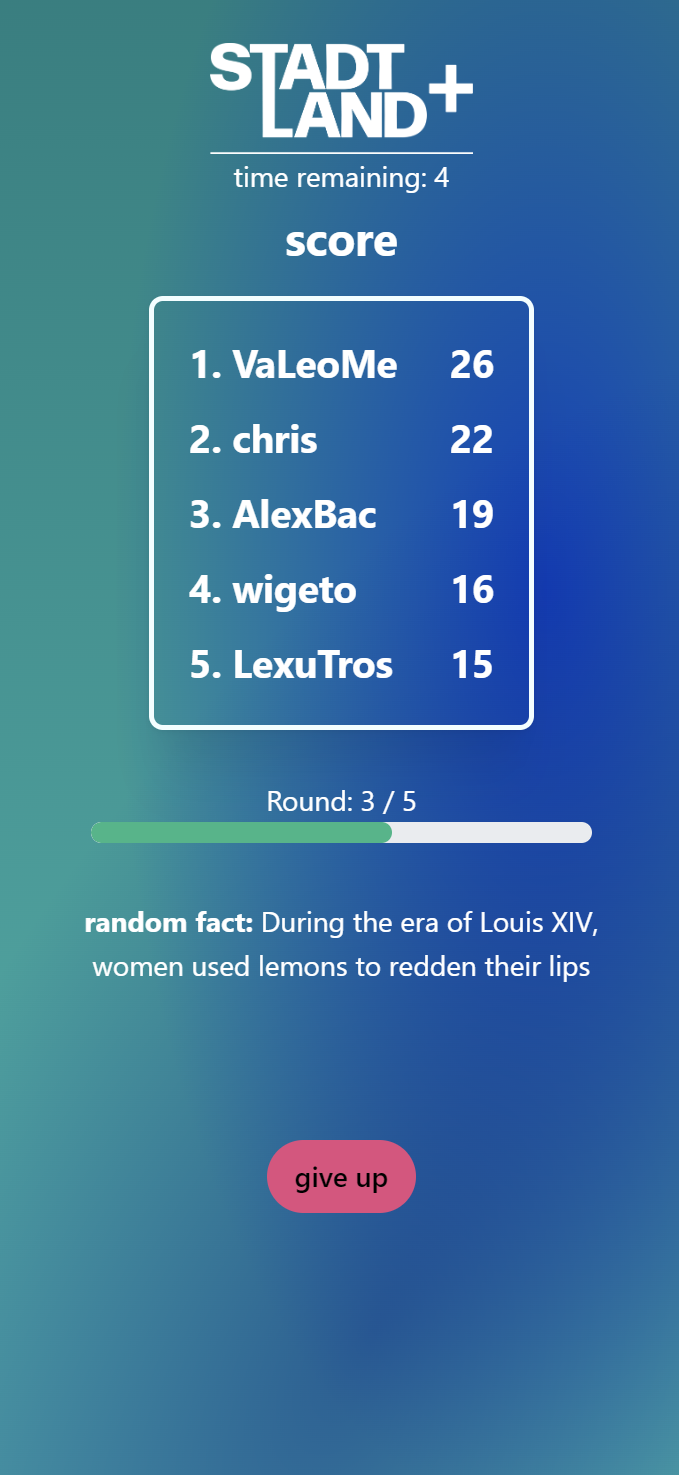 STADT
LAND+
time remaining: 4
score
1. VaLeoMe 26
2. chris 22
3. AlexBac 19
4. wigeto 16
5. LexuTros 15
Round: 3 / 5
random fact: During the era of Louis XIV,
women used lemons to redden their lips
give up